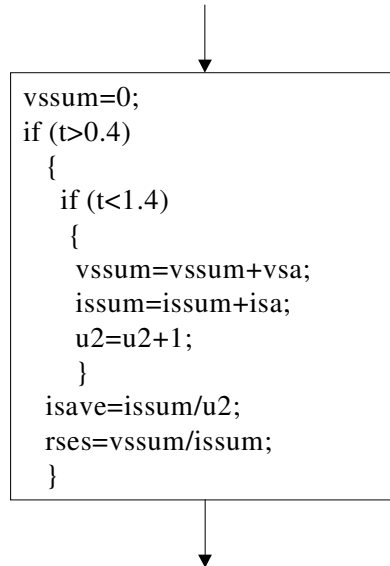 vssum=0;
if (t>0.4)
{
if (t<1.4)
{
vssum=vssum+vsa;
issum=issum+isa;
u2=u2+1;
}
isave=issum/u2;
rses=vssum/issum;
}